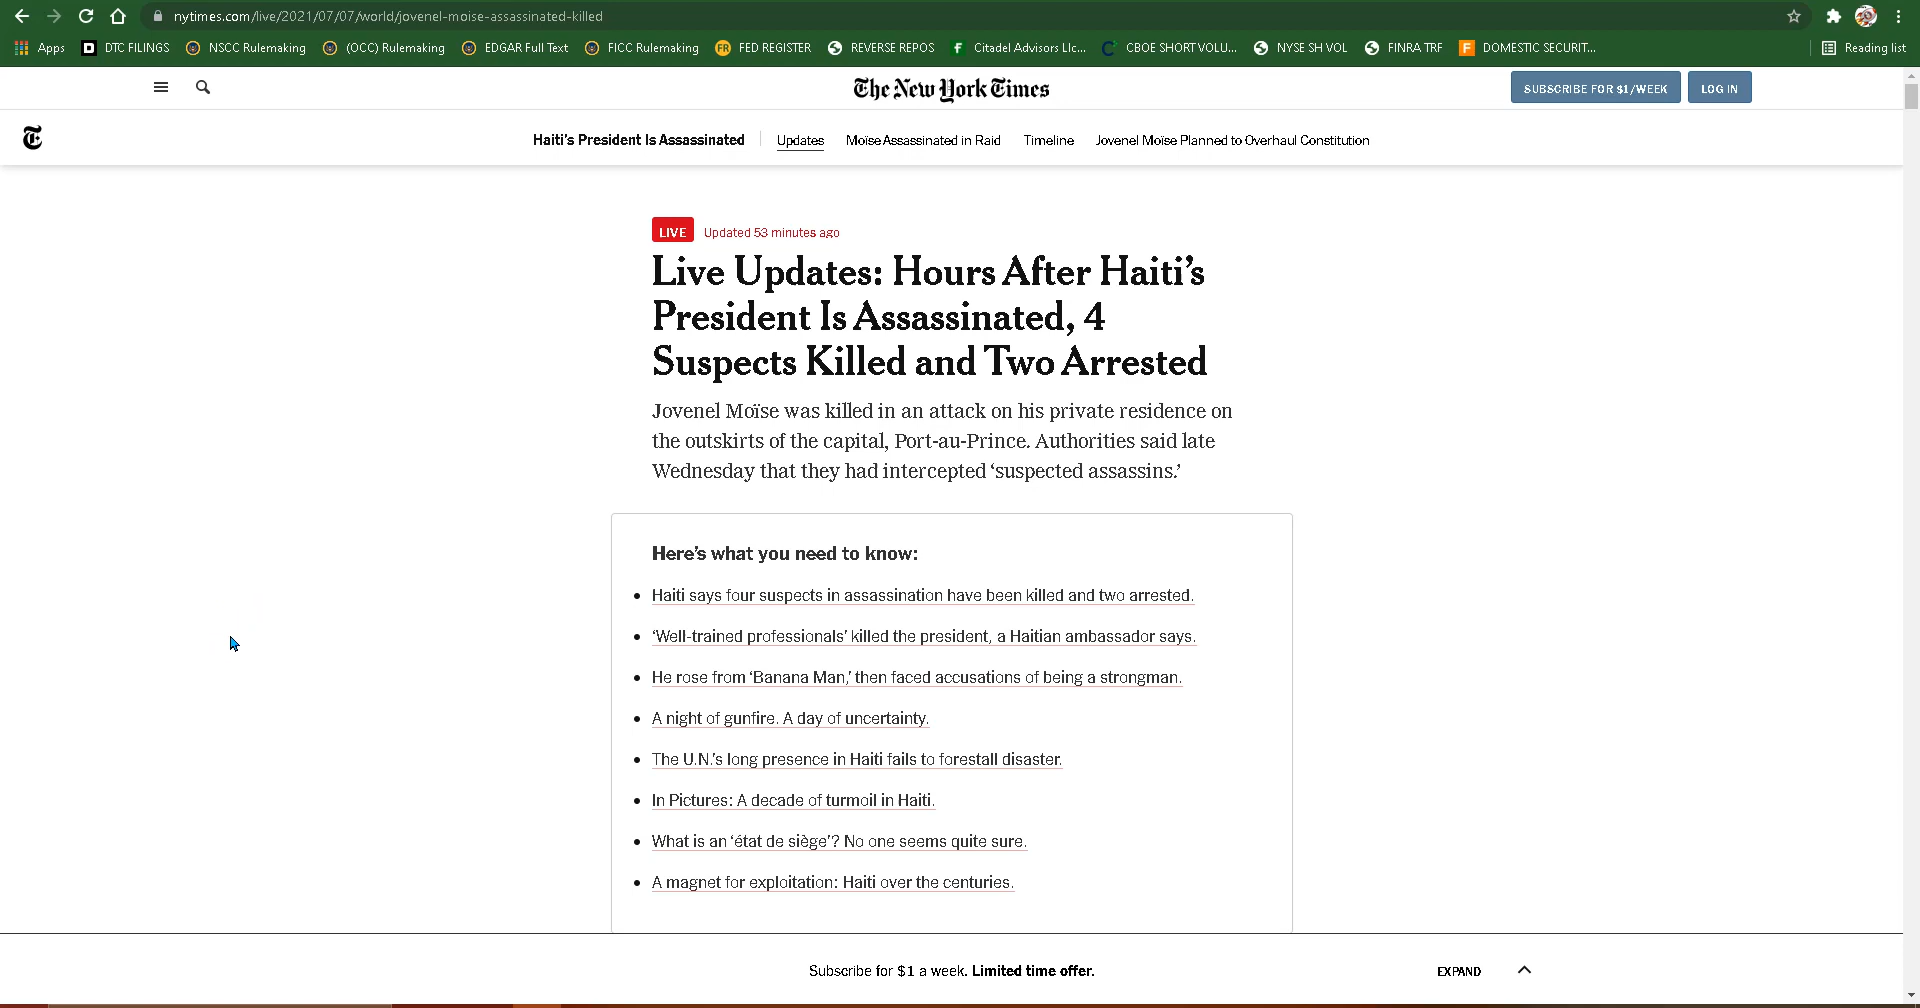 nytimes.com/live/2021/07/07/world/jovenel-moise-assassinated-killed
Apps DTC FILINGS NSCC Rulemaking (OCC) Rulemaking EDGAR Full Text FICC Rulemaking FR FED REGISTER REVERSE REPOS Citadel Advisors Llc... CBOE SHORT VOLU... NYSE SH VOL FINRA TRF DOMESTIC SECURIT... Reading list
The New York Times
SUBSCRIBE FOR $1/WEEK LOG IN
Haiti's President Is Assassinated Updates Moïse Assassinated in Raid Timeline Jovenel Moïse Planned to Overhaul Constitution
LIVE Updated 53 minutes ago
Live Updates: Hours After Haiti's
President Is Assassinated, 4
Suspects Killed and Two Arrested
Jovenel Moïse was killed in an attack on his private residence on
the outskirts of the capital, Port-au-Prince. Authorities said late
Wednesday that they had intercepted ‘suspected assassins.’
Here's what you need to know:
Haiti says four suspects in assassination have been killed and two arrested.
‘Well-trained professionals’ killed the president, a Haitian ambassador says.
He rose from ‘Banana Man,’ then faced accusations of being a strongman.
A night of gunfire. A day of uncertainty.
The U.N.’s long presence in Haiti fails to forestall disaster.
In Pictures: A decade of turmoil in Haiti.
What is an ‘état de siège’? No one seems quite sure.
A magnet for exploitation: Haiti over the centuries.
Subscribe for $1 a week. Limited time offer. EXPAND